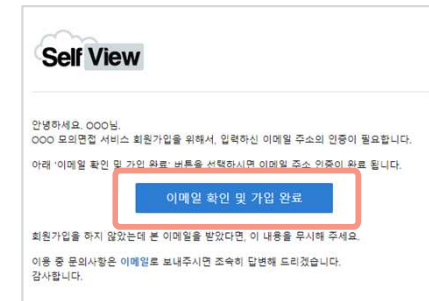 Self View
안녕하세요. OOO님.
OOO 모의면접 서비스 회원가입을 위해서, 입력하신 이메일 주소의 인증이 필요합니다.
아래 '이메일 확인 및 가입 완료' 버튼을 선택하시면 이메일 주소 인증이 완료 됩니다.
이메일 확인 및 가입 완료
회원가입을 하지 않았는데 본 이메일을 받았다면, 이 내용을 무시해 주세요.
이용 중 문의사항은 이메일로 보내주시면 조속히 답변해 드리겠습니다.
감사합니다.